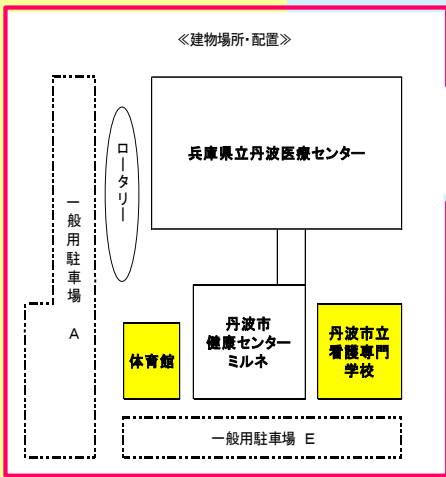 ≪建物場所・配置≫
兵庫県立丹波医療センター
ロータリー
一般用駐車場 A
丹波市
健康センター
ミルネ
丹波市立
看護専門
学校
体育館
一般用駐車場 E